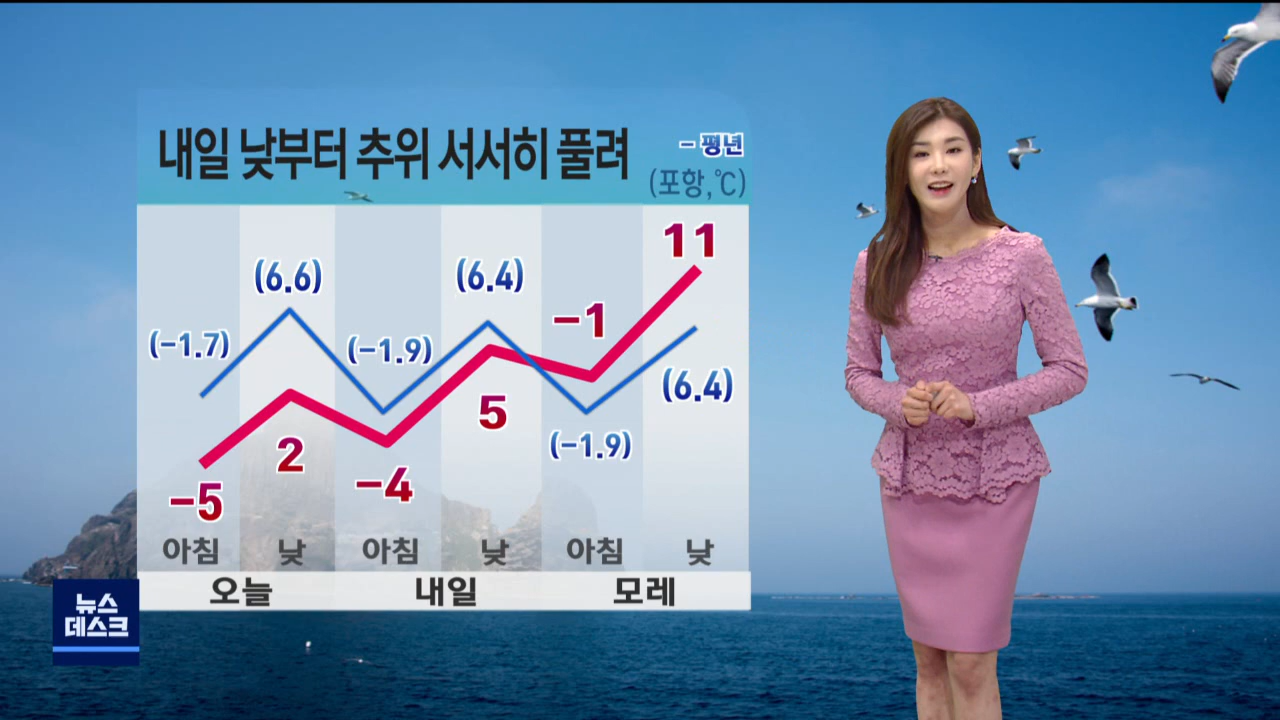 내일 낮부터 추위 서서히 풀려
- 평년
(포항,℃)
(-1.7) (6.6) (-1.9) (6.4) (-1.9) (6.4)
-5 2 -4 5 -1 11
아침 낮 아침 낮 아침 낮
오늘 내일 모레
뉴스
데스크